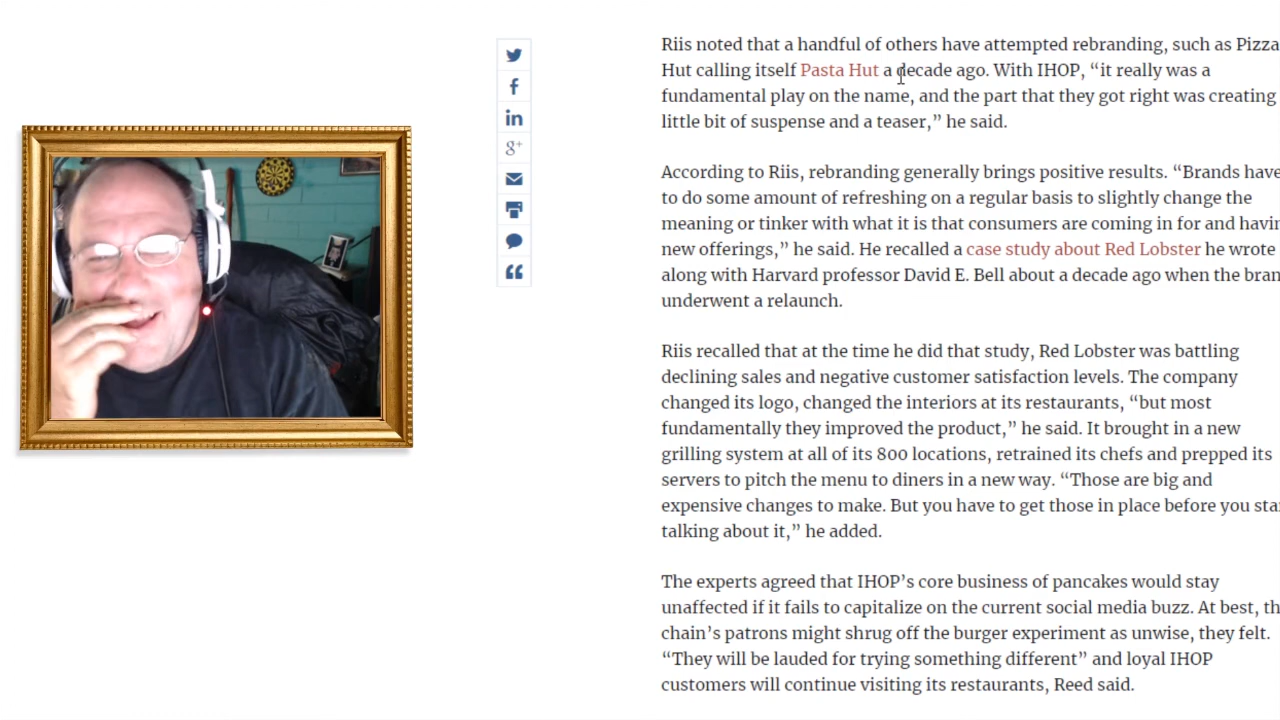 Riis noted that a handful of others have attempted rebranding, such as Pizza
Hut calling itself Pasta Hut a decade ago. With IHOP, “it really was a
fundamental play on the name, and the part that they got right was creating
little bit of suspense and a teaser,” he said.
According to Riis, rebranding generally brings positive results. “Brands have
to do some amount of refreshing on a regular basis to slightly change the
meaning or tinker with what it is that consumers are coming in for and
new offerings,” he said. He recalled a case study about Red Lobster he wrote
along with Harvard professor David E. Bell about a decade ago when the
underwent a relaunch.
Riis recalled that at the time he did that study, Red Lobster was battling
declining sales and negative customer satisfaction levels. The company
changed its logo, changed the interiors at its restaurants, “but most
fundamentally they improved the product,” he said. It brought in a new
grilling system at all of its 800 locations, retrained its chefs and prepped its
servers to pitch the menu to diners in a new way. “Those are big and
expensive changes to make. But you have to get those in place before you
talking about it,” he added.
The experts agreed that IHOP’s core business of pancakes would stay
unaffected if it fails to capitalize on the current social media buzz. At best,
chain’s patrons might shrug off the burger experiment as unwise, they felt.
“They will be lauded for trying something different” and loyal IHOP
customers will continue visiting its restaurants, Reed said.